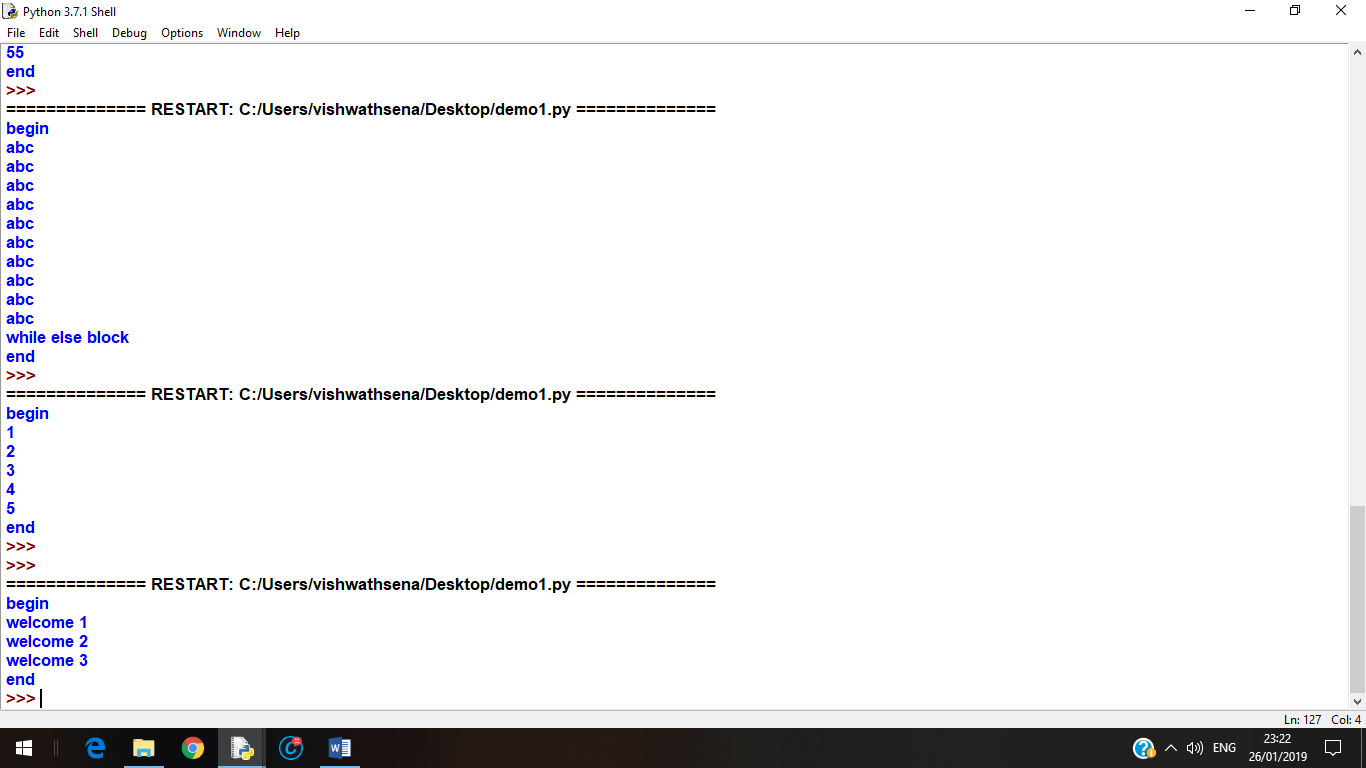 Python 3.7.1 Shell
File Edit Shell Debug Options Window Help
55
end
>>>
============== RESTART: C:/Users/vishwathsena/Desktop/demo1.py ==============
begin
abc
abc
abc
abc
abc
abc
abc
abc
abc
abc
while else block
end
>>>
============== RESTART: C:/Users/vishwathsena/Desktop/demo1.py ==============
begin
1
2
3
4
5
end
>>>
>>>
============== RESTART: C:/Users/vishwathsena/Desktop/demo1.py ==============
begin
welcome 1
welcome 2
welcome 3
end
>>>
Ln: 127 Col: 4
ENG
23:22
26/01/2019